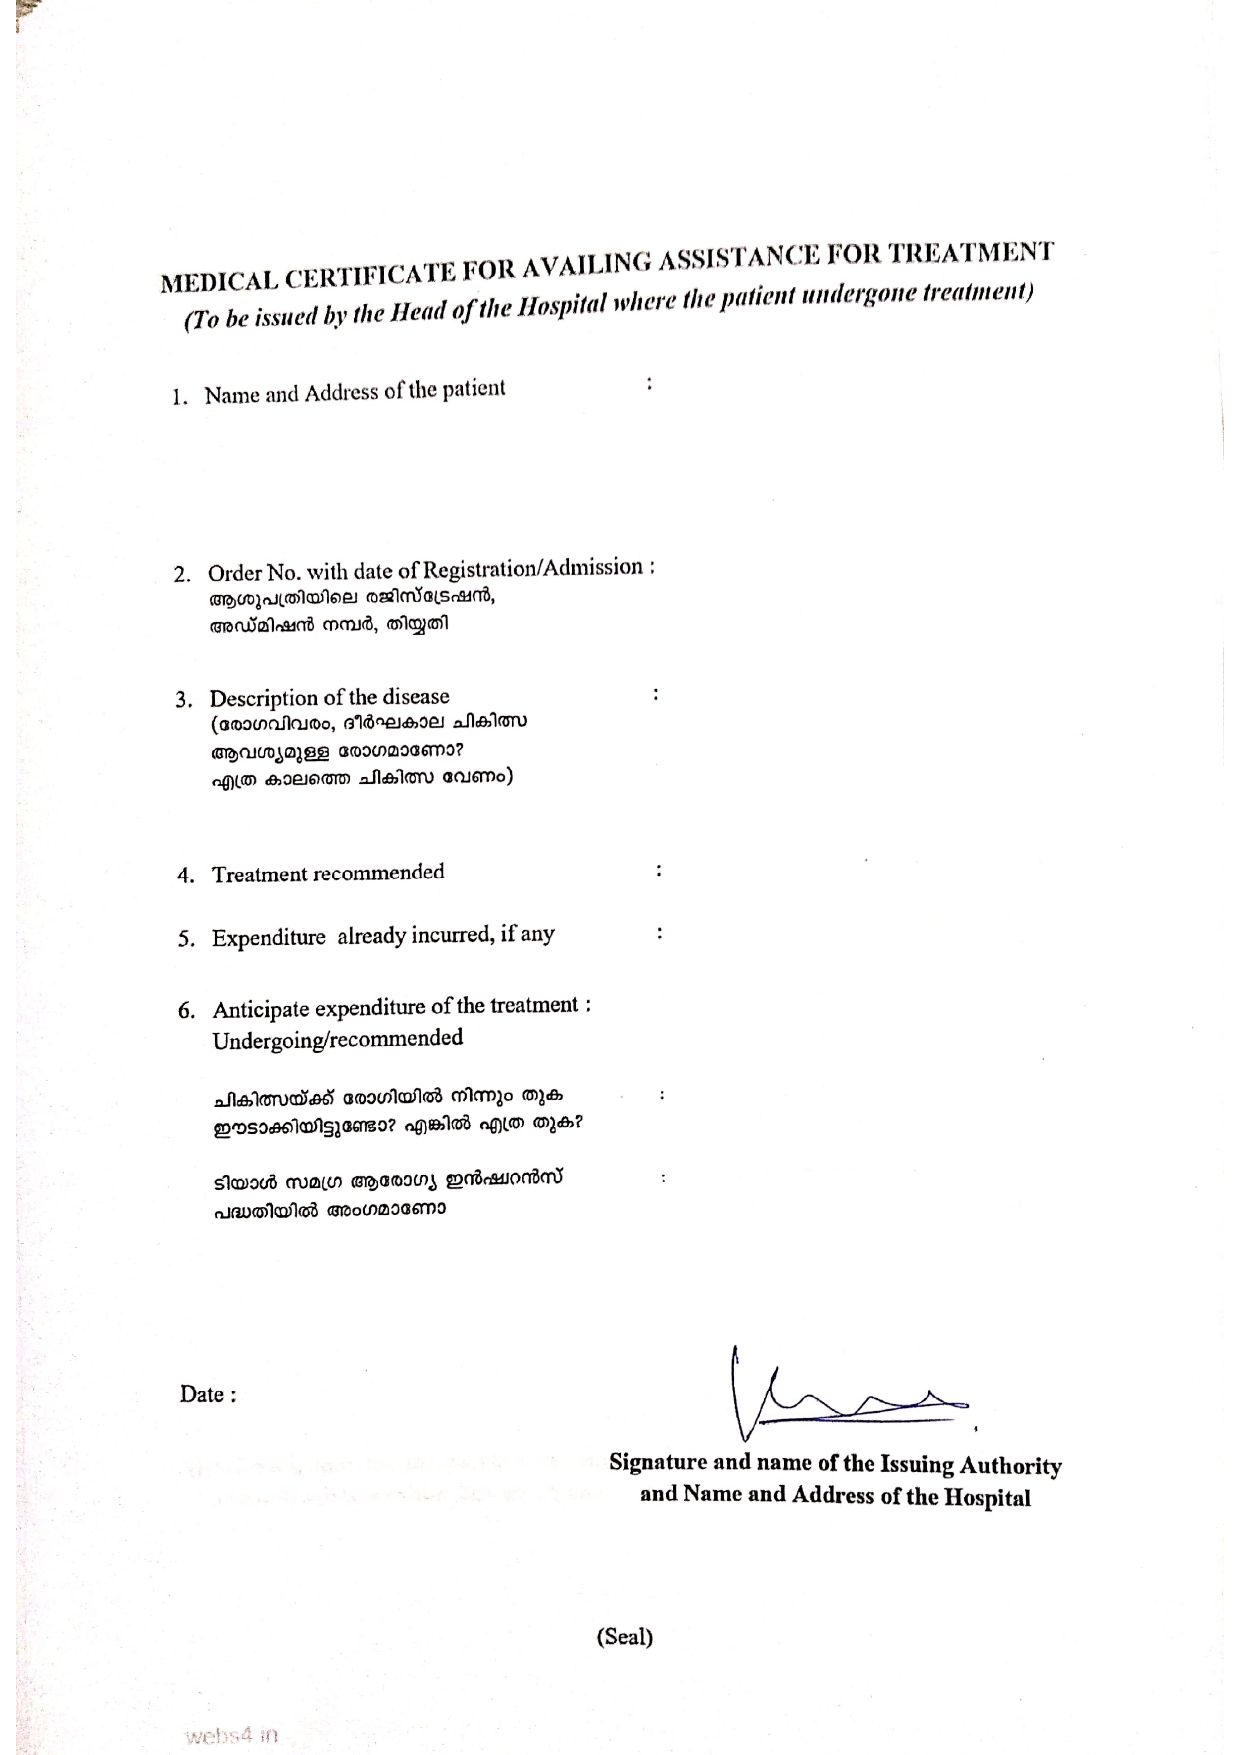 MEDICAL CERTIFICATE FOR AVAILING ASSISTANCE FOR TREATMENT
(To be issued by the Head of the Hospital where the patient undergone treatment)
1. Name and Address of the patient :
2. Order No. with date of Registration/Admission :
ആശുപത്രിയിലെ രജിസ്ട്രേഷൻ,
അഡ്മിഷൻ നമ്പർ, തിയ്യതി
3. Description of the disease :
(രോഗവിവരം, ദീർഘകാല ചികിത്സ
ആവശ്യമുള്ള രോഗമാണോ?
എത്ര കാലത്തെ ചികിത്സ വേണം)
4. Treatment recommended :
5. Expenditure already incurred, if any :
6. Anticipate expenditure of the treatment :
Undergoing/recommended
ചികിത്സയ്ക്ക് രോഗിയിൽ നിന്നും തുക :
ഈടാക്കിയിട്ടുണ്ടോ? എങ്കിൽ എത്ര തുക?
ടിയാൾ സമഗ്ര ആരോഗ്യ ഇൻഷുറൻസ് :
പദ്ധതിയിൽ അംഗമാണോ
Date :
Signature and name of the Issuing Authority
and Name and Address of the Hospital
(Seal)
webs4 in